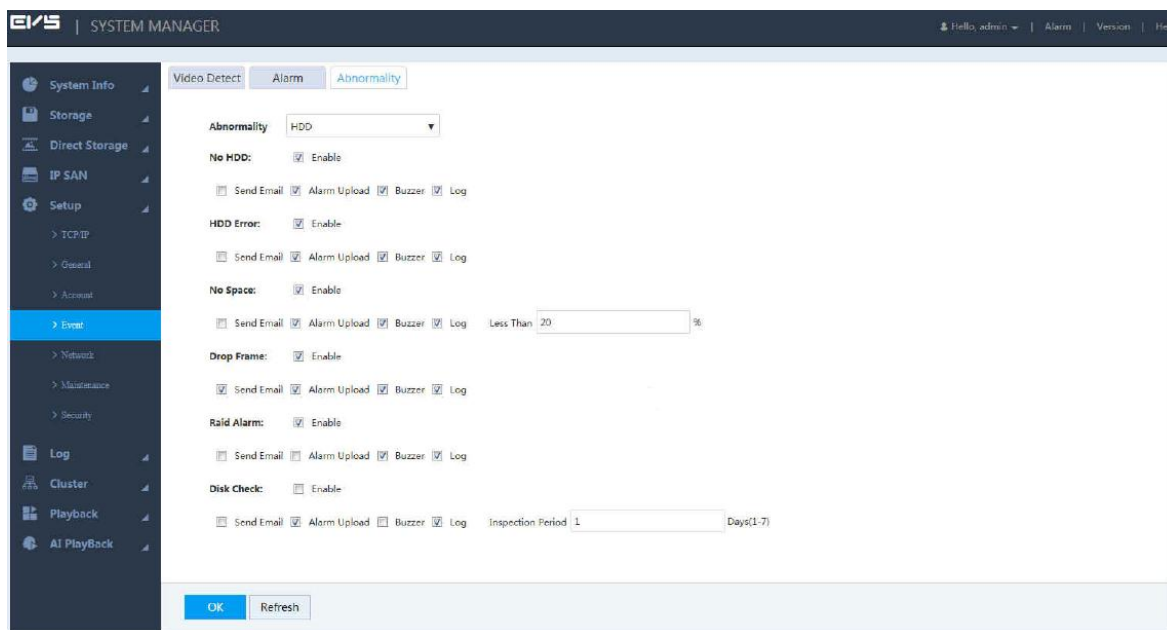 EIVS | SYSTEM MANAGER
Hello, admin | Alarm | Version | He
System Info
Storage
Direct Storage
IP SAN
Setup
> TCP/IP
> General
> Account
> Event
> Network
> Maintenance
> Security
Log
Cluster
Playback
AI PlayBack
Video Detect Alarm Abnormality
Abnormality HDD
No HDD: Enable
Send Email Alarm Upload Buzzer Log
HDD Error: Enable
Send Email Alarm Upload Buzzer Log
No Space: Enable
Send Email Alarm Upload Buzzer Log Less Than 20 %
Drop Frame: Enable
Send Email Alarm Upload Buzzer Log
Raid Alarm: Enable
Send Email Alarm Upload Buzzer Log
Disk Check: Enable
Send Email Alarm Upload Buzzer Log Inspection Period 1 Days(1-7)
OK Refresh